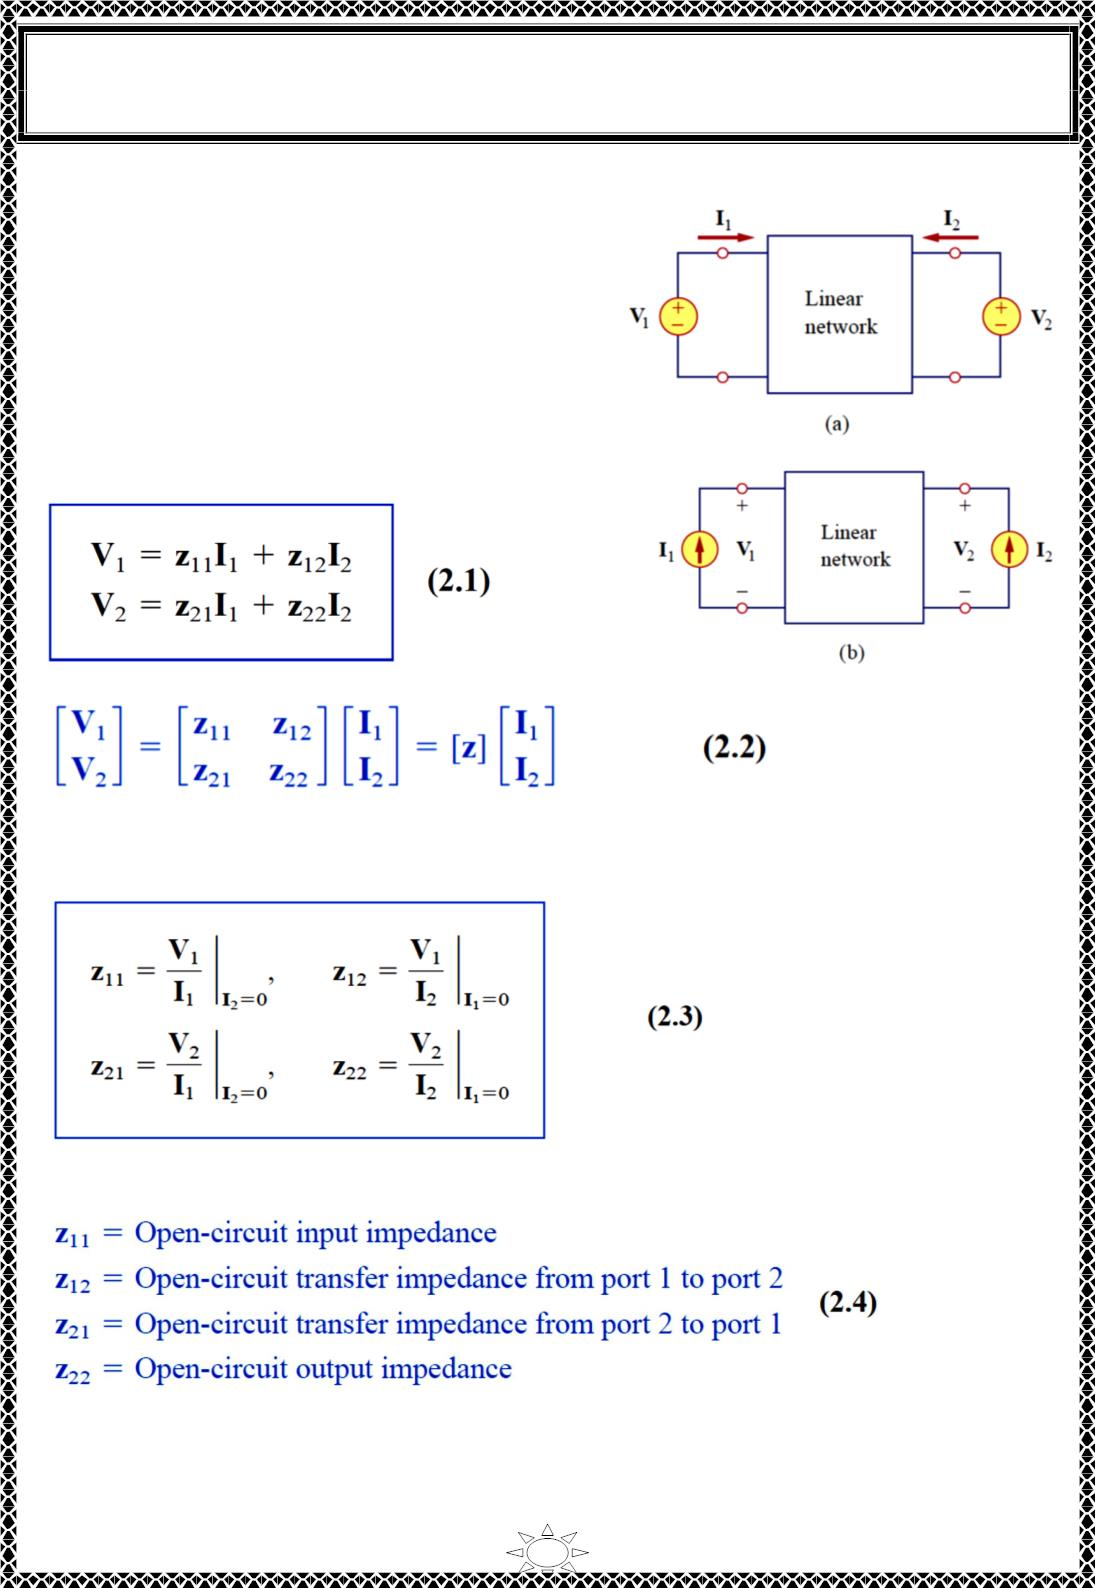 I₁ I₂
V₁ + − Linear network + − V₂
(a)
I₁ + V₁ − Linear network + V₂ − I₂
(b)
V₁ = z₁₁I₁ + z₁₂I₂
V₂ = z₂₁I₁ + z₂₂I₂
(2.1)
[V₁ V₂] = [z₁₁ z₁₂ z₂₁ z₂₂] [I₁ I₂] = [z] [I₁ I₂] (2.2)
z₁₁ = V₁/I₁ |I₂=0, z₁₂ = V₁/I₂ |I₁=0
(2.3)
z₂₁ = V₂/I₁ |I₂=0, z₂₂ = V₂/I₂ |I₁=0
z₁₁ = Open-circuit input impedance
z₁₂ = Open-circuit transfer impedance from port 1 to port 2
(2.4)
z₂₁ = Open-circuit transfer impedance from port 2 to port 1
z₂₂ = Open-circuit output impedance